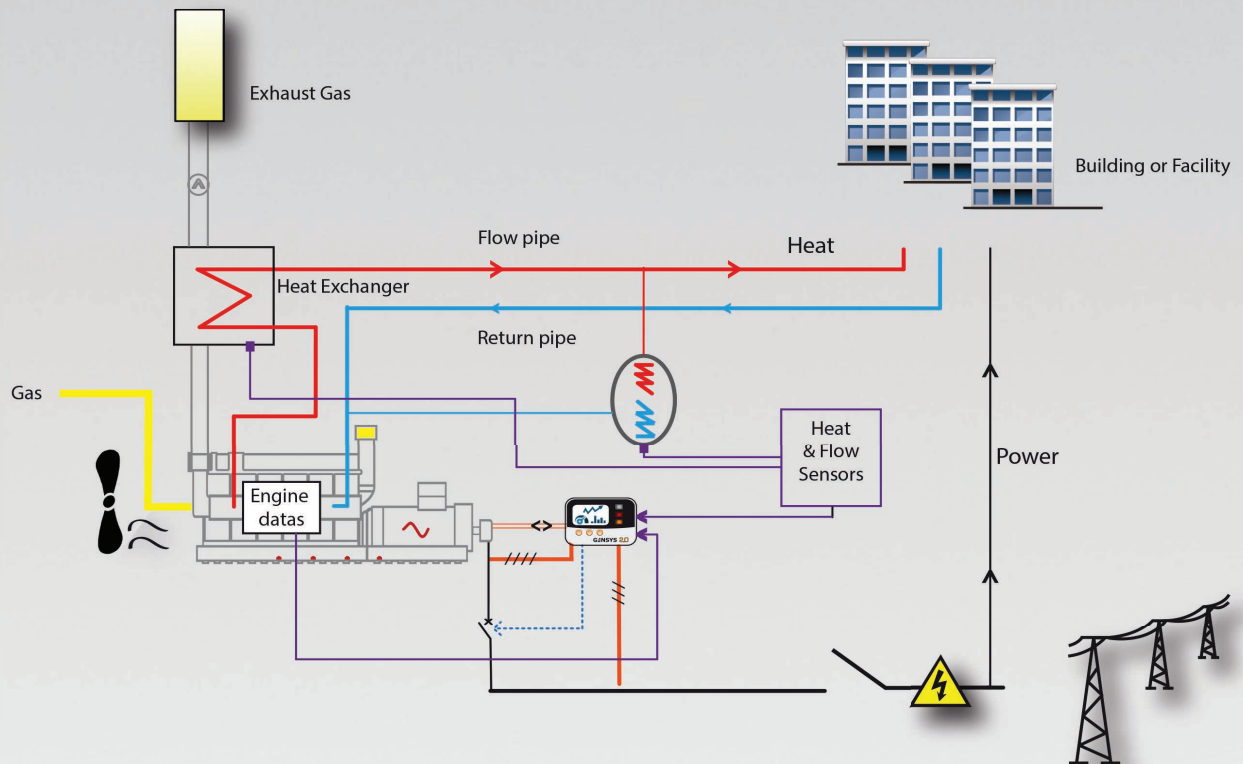 Exhaust Gas
Building or Facility
Flow pipe
Heat
Heat Exchanger
Return pipe
Gas
Heat
& Flow
Sensors
Power
Engine
datas
GENSYS 2.0